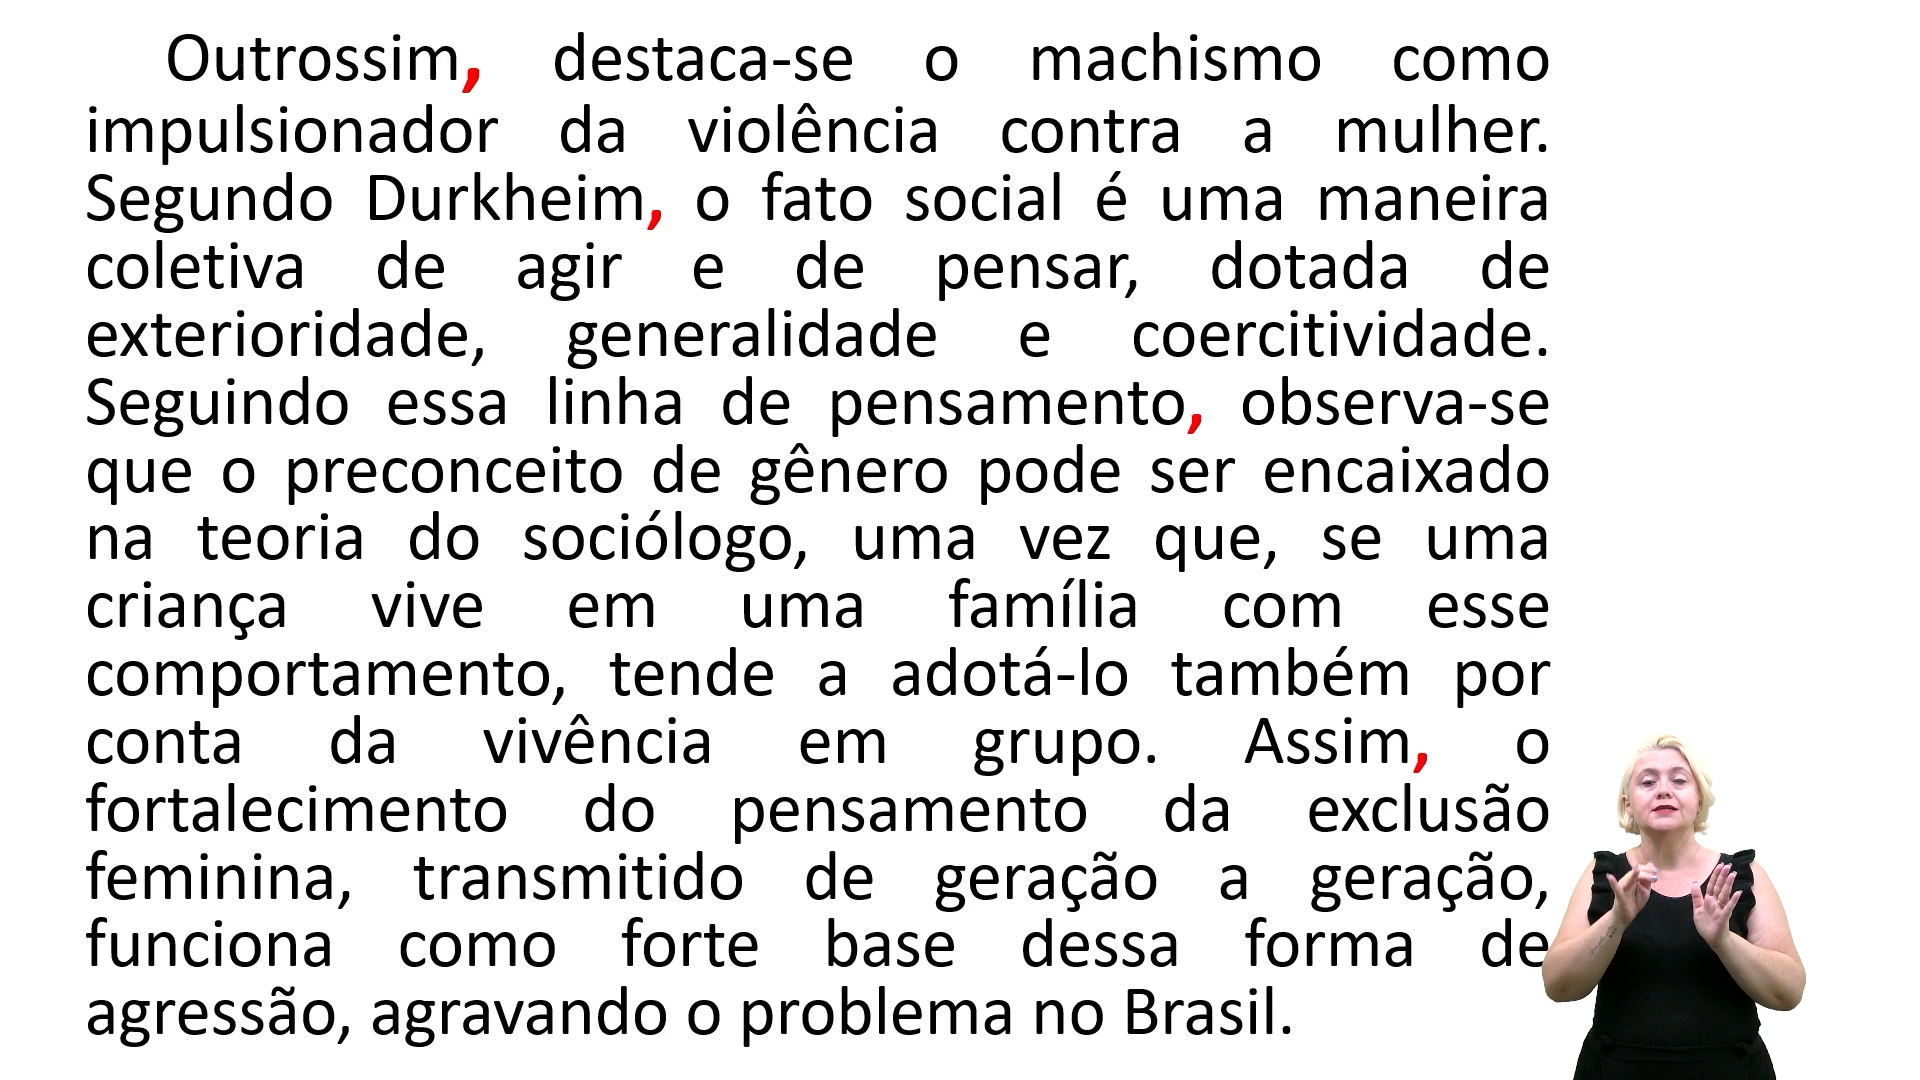 Outrossim, destaca-se o machismo como
impulsionador da violência contra a mulher.
Segundo Durkheim, o fato social é uma maneira
coletiva de agir e de pensar, dotada de
exterioridade, generalidade e coercitividade.
Seguindo essa linha de pensamento, observa-se
que o preconceito de gênero pode ser encaixado
na teoria do sociólogo, uma vez que, se uma
criança vive em uma família com esse
comportamento, tende a adotá-lo também por
conta da vivência em grupo. Assim, o
fortalecimento do pensamento da exclusão
feminina, transmitido de geração a geração,
funciona como forte base dessa forma de
agressão, agravando o problema no Brasil.